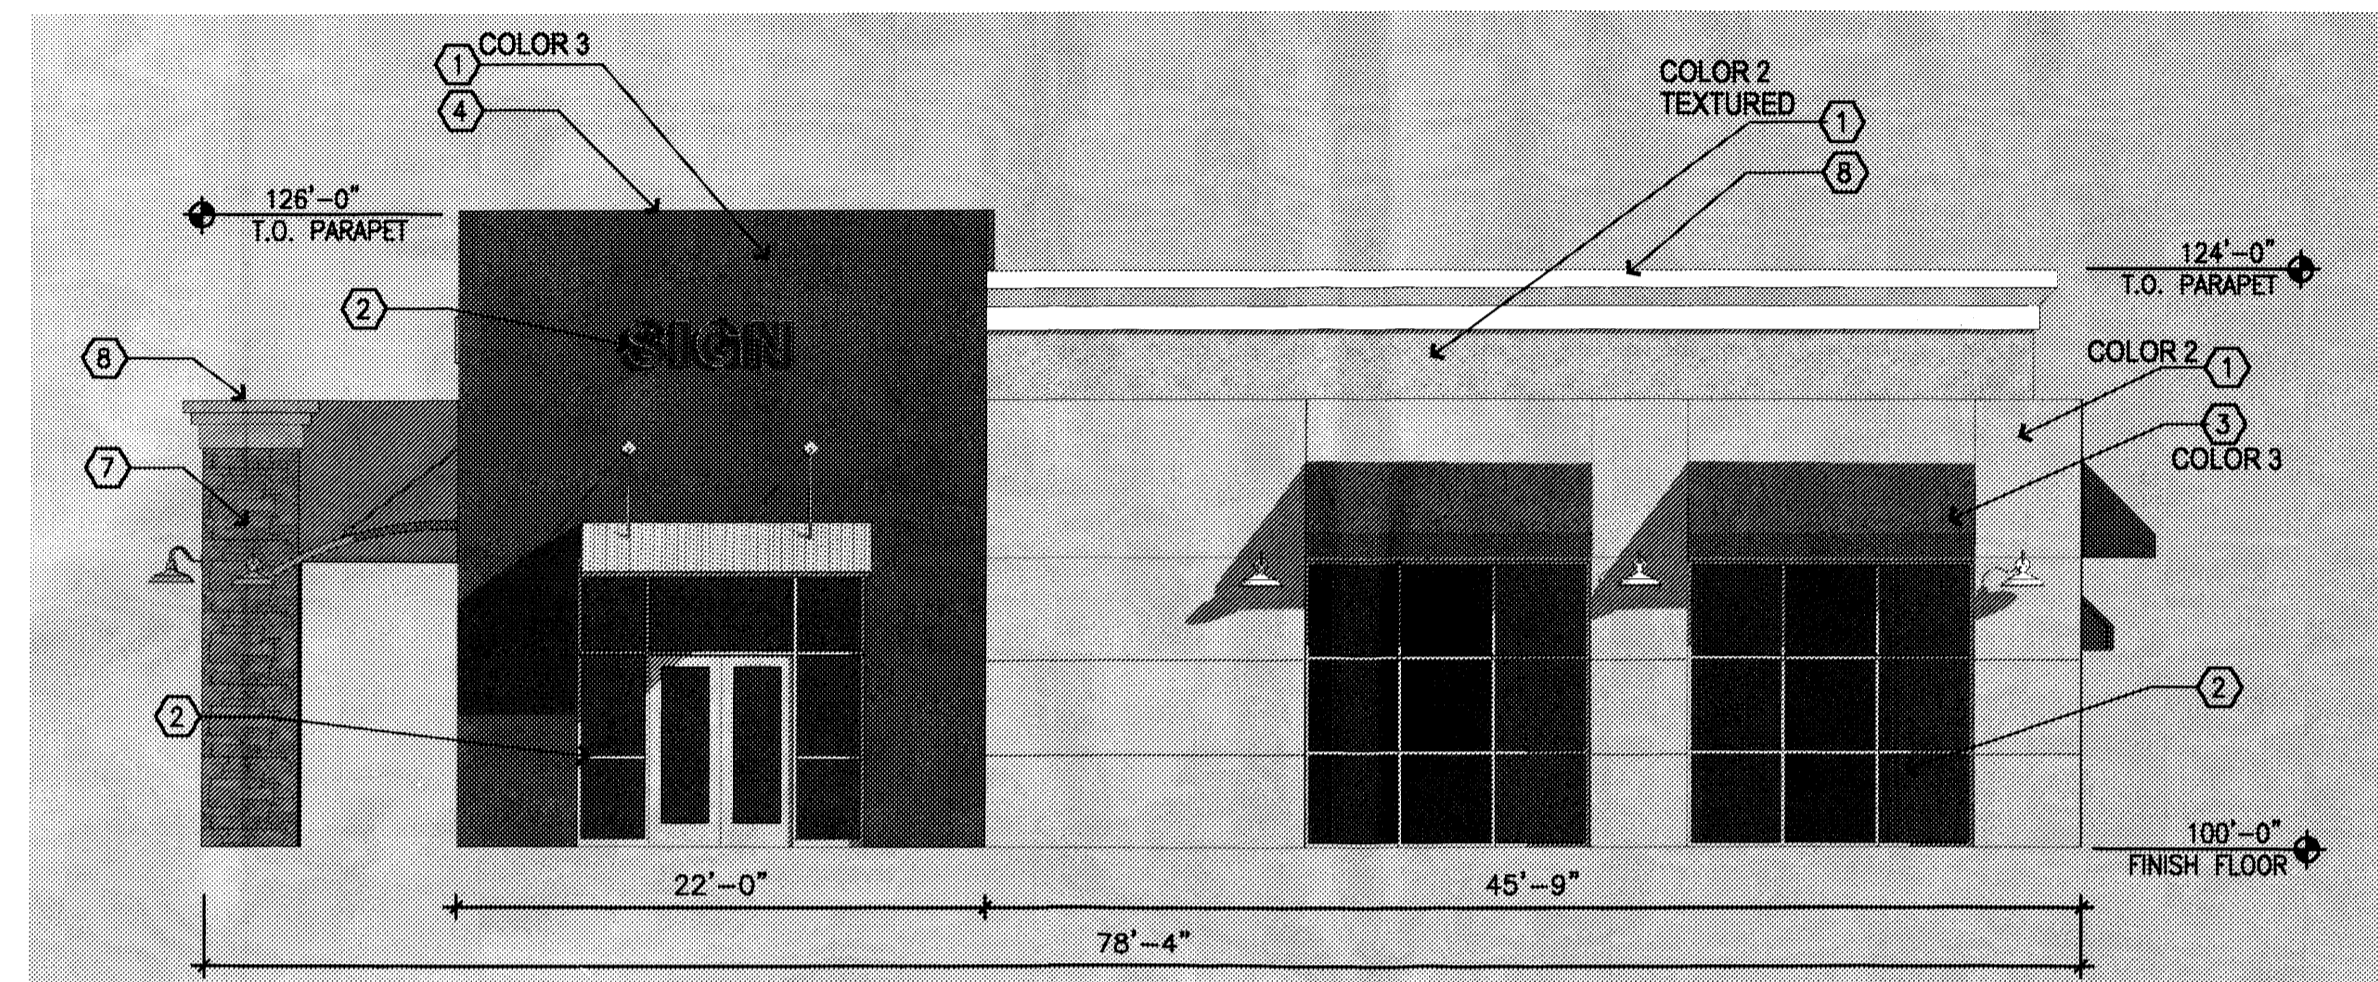 COLOR 3
1
4
COLOR 2
TEXTURED
1
8
126'-0"
T.O. PARAPET
124'-0"
T.O. PARAPET
2
SIGN
8
COLOR 2
1
3
COLOR 3
7
2
2
100'-0"
FINISH FLOOR
22'-0"
45'-9"
78'-4"